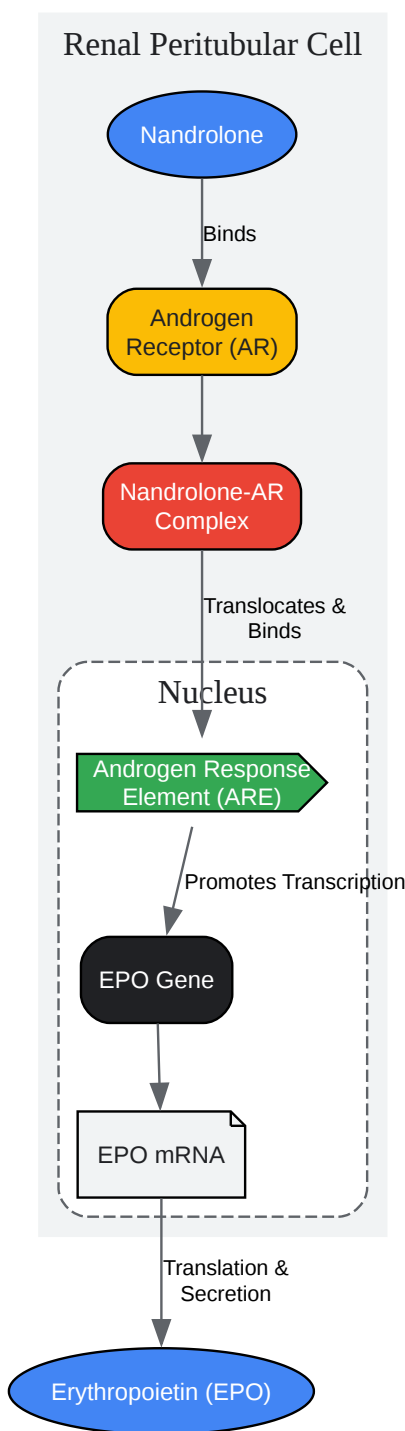 Renal Peritubular Cell
Nandrolone
Binds
Androgen
Receptor (AR)
Nandrolone-AR
Complex
Translocates &
Binds
Nucleus
Androgen Response
Element (ARE)
Promotes Transcription
EPO Gene
EPO mRNA
Translation &
Secretion
Erythropoietin (EPO)